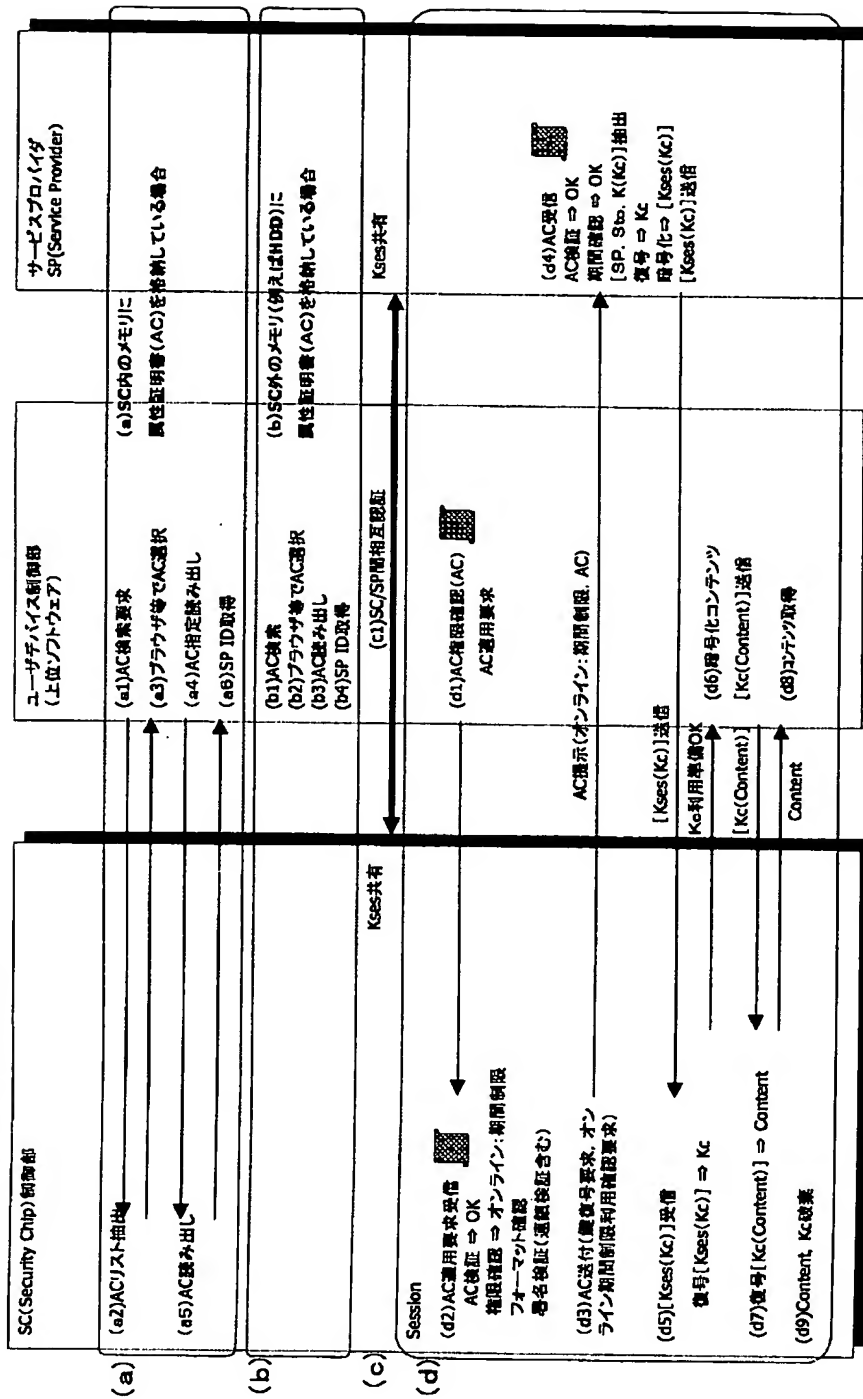 SC(Security Chip)制御部
ユーザデバイス制御部
(上位ソフトウェア)
サービスプロバイダ
SP(Service Provider)
(a)
(a1)AC検索要求
(a2)ACリスト抽出
(a3)ブラウザ等でAC選択
(a4)AC指定読み出し
(a5)AC読み出し
(a6)SP ID取得
(a)SC内のメモリに
属性証明書(AC)を格納している場合
(b)
(b1)AC検索
(b2)ブラウザ等でAC選択
(b3)AC読み出し
(b4)SP ID取得
(b)SC外のメモリ(例えばHDD)に
属性証明書(AC)を格納している場合
(c)
Kses共有
(c1)SC/SP間相互認証
Kses共有
(d)
Session
(d1)AC権限確認(AC)
AC適用要求
(d2)AC適用要求受信
AC検証 ⇒ OK
権限確認 ⇒ オンライン:期間制限
フォーマット確認
署名検証(連鎖検証含む)
(d3)AC送付(鍵復号要求, オン
ライン期間制限利用確認要求)
AC提示(オンライン:期間制限, AC)
(d4)AC受信
AC検証 ⇒ OK
期間確認 ⇒ OK
[SP. Sto. K(Kc)]抽出
復号 ⇒ Kc
暗号化⇒ [Kses(Kc)]
[Kses(Kc)]送信
[Kses(Kc)]送信
(d5)[Kses(Kc)]受信
復号[Kses(Kc)] ⇒ Kc
Kc利用準備OK
(d6)暗号化コンテンツ
[Kc(Content)]送信
[Kc(Content)]
(d7)復号[Kc(Content)] ⇒ Content
Content
(d8)コンテンツ取得
(d9)Content, Kc破棄